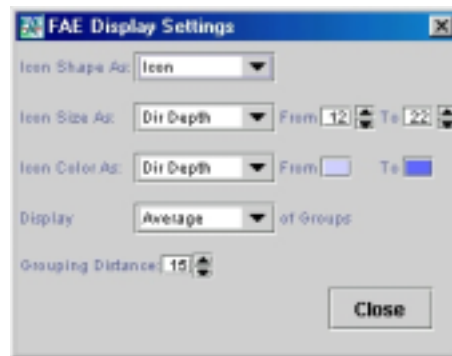 FAE Display Settings
Icon Shape As: Icon
Icon Size As: Dir Depth From 12 To 22
Icon Color As: Dir Depth From To
Display Average of Groups
Grouping Distance: 15
Close